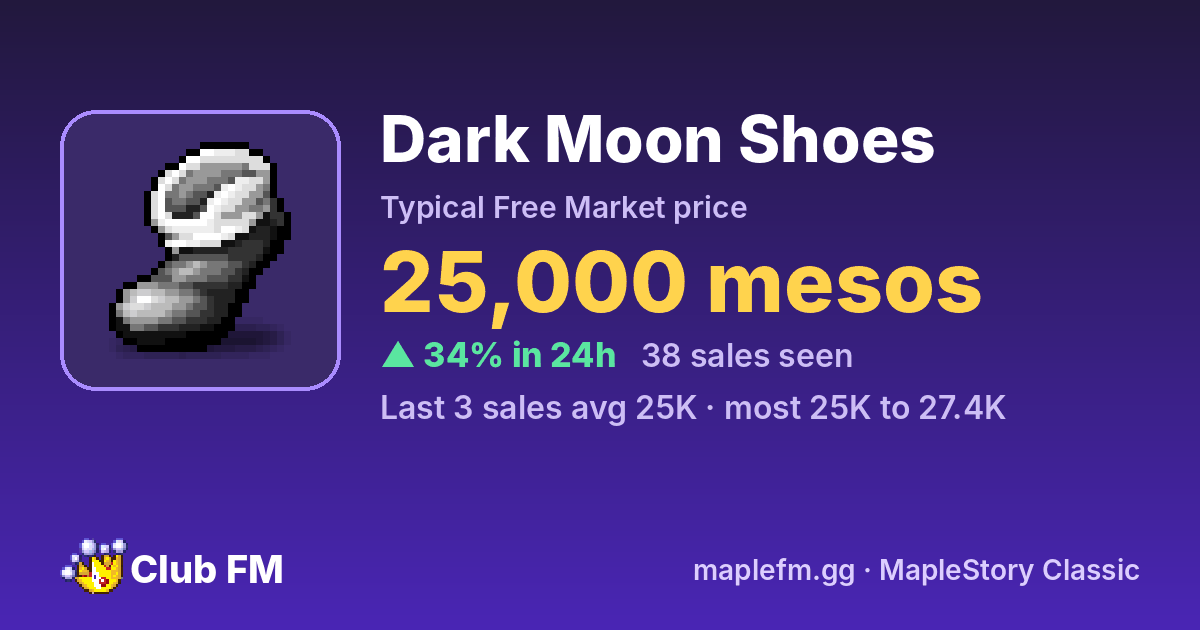 Dark Moon Shoes
Typical Free Market price
25,000 mesos
▲ 34% in 24h 38 sales seen
Last 3 sales avg 25K · most 25K to 27.4K
Club FM
maplefm.gg · MapleStory Classic